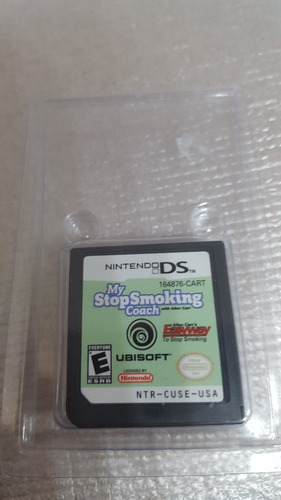 NINTENDO DS™
164876-CART
My
StopSmoking
Coach with Allen Carr
Allen Carr's
EASYWAY
To Stop Smoking
EVERYONE
E
ESRB
UBISOFT
LICENSED BY
Nintendo
NTR-CUSE-USA